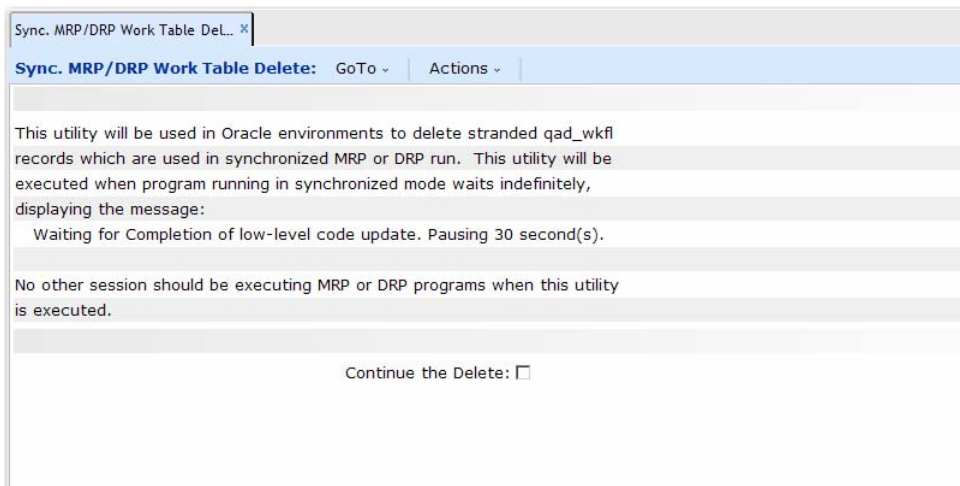 Sync. MRP/DRP Work Table Del... x
Sync. MRP/DRP Work Table Delete: GoTo Actions
This utility will be used in Oracle environments to delete stranded qad_wkfl
records which are used in synchronized MRP or DRP run. This utility will be
executed when program running in synchronized mode waits indefinitely,
displaying the message:
Waiting for Completion of low-level code update. Pausing 30 second(s).
No other session should be executing MRP or DRP programs when this utility
is executed.
Continue the Delete: